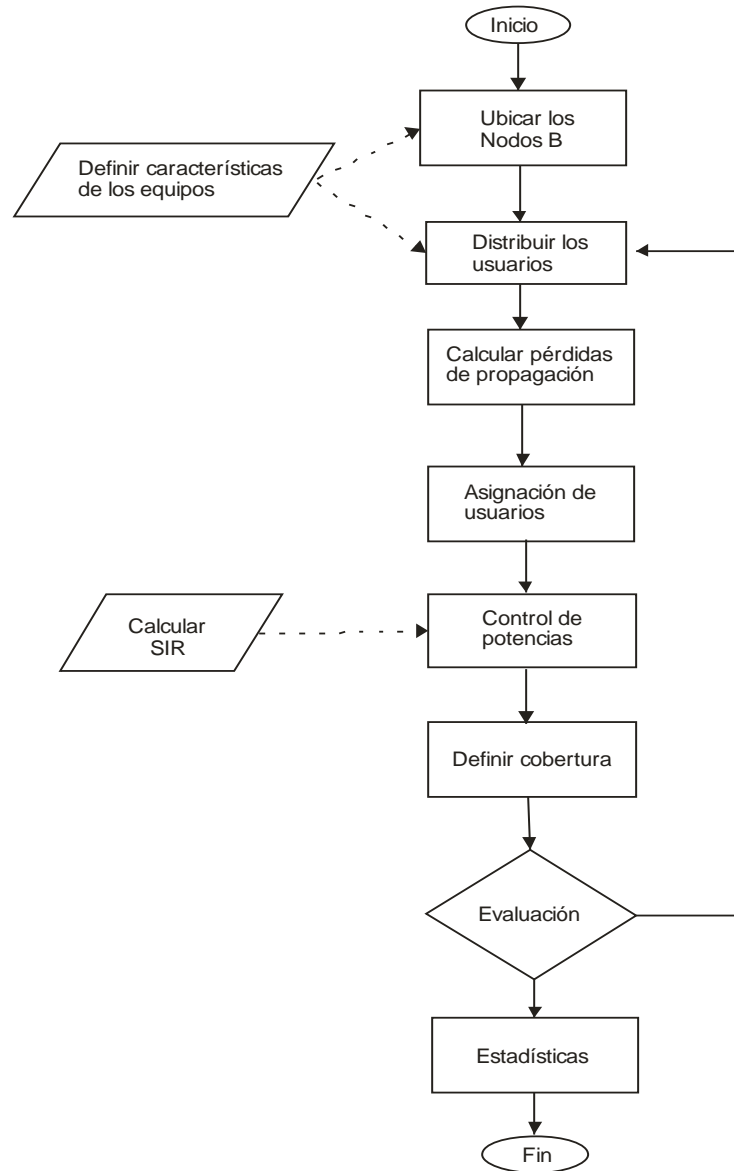 Inicio
Ubicar los
Nodos B
Definir características
de los equipos
Distribuir los
usuarios
Calcular pérdidas
de propagación
Asignación de
usuarios
Calcular
SIR
Control de
potencias
Definir cobertura
Evaluación
Estadísticas
Fin